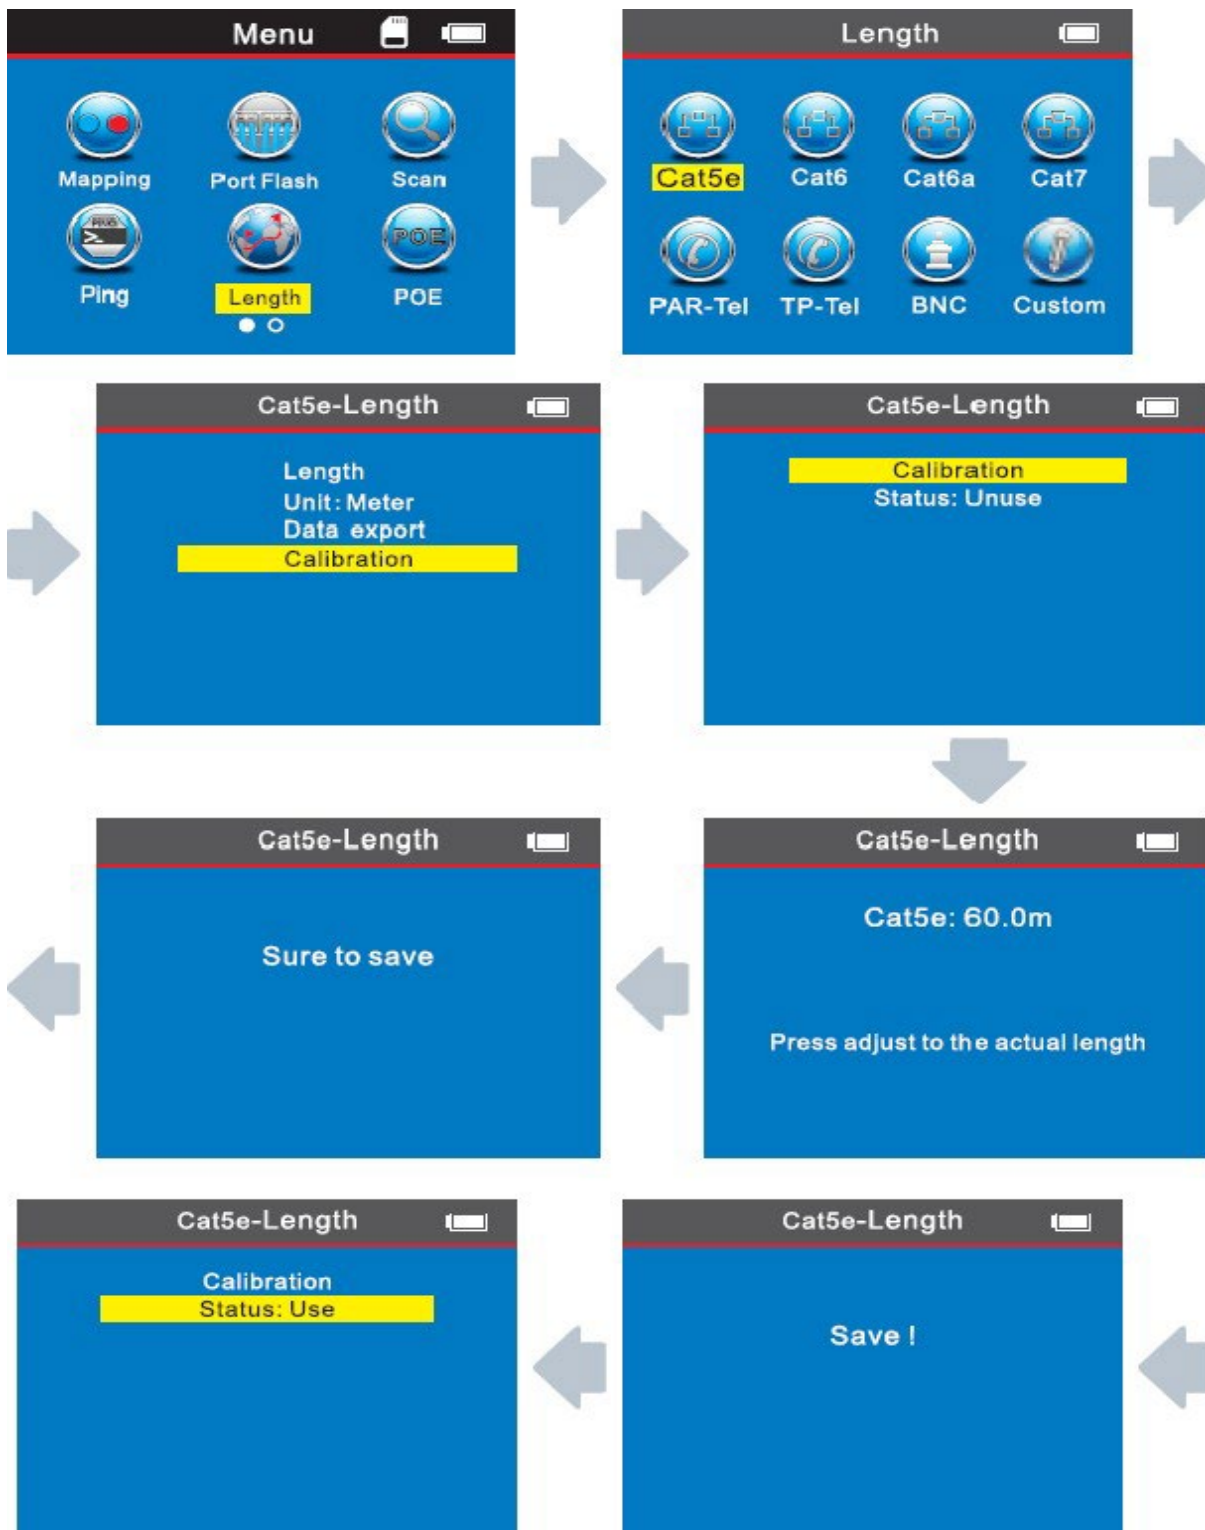 Menu
Mapping Port Flash Scan
Ping Length POE
Length
Cat5e Cat6 Cat6a Cat7
PAR-Tel TP-Tel BNC Custom
Cat5e-Length
Length
Unit: Meter
Data export
Calibration
Cat5e-Length
Calibration
Status: Unuse
Cat5e-Length
Cat5e: 60.0m
Press adjust to the actual length
Cat5e-Length
Sure to save
Cat5e-Length
Save !
Cat5e-Length
Calibration
Status: Use